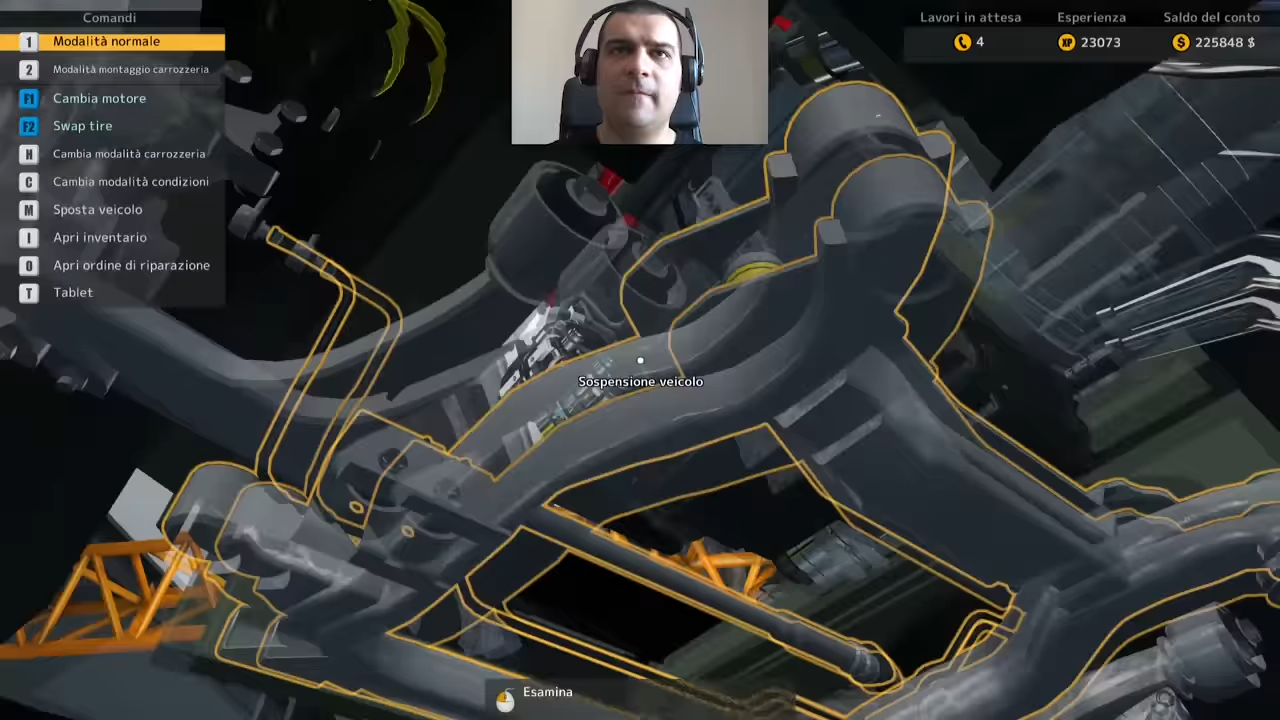 Comandi
1 Modalità normale
2 Modalità montaggio carrozzeria
F1 Cambia motore
F2 Swap tire
N Cambia modalità carrozzeria
C Cambia modalità condizioni
M Sposta veicolo
I Apri inventario
O Apri ordine di riparazione
T Tablet
Lavori in attesa
4
Esperienza
XP 23073
Saldo del conto
$ 225848 $
Sospensione veicolo
Esamina